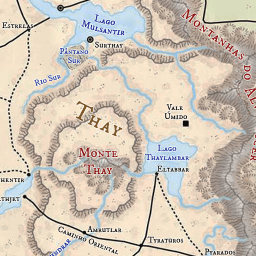 Lago
Mulsantir
Estrelas
Surthay
Pântano
Sur
Rio Sur
Montanhas do
Thay
Vale
Úmido
Monte
Thay
Lago
Thaylambar
Eltabbar
Amrutlar
Caminho Oriental
Tyraturos
Pyarados